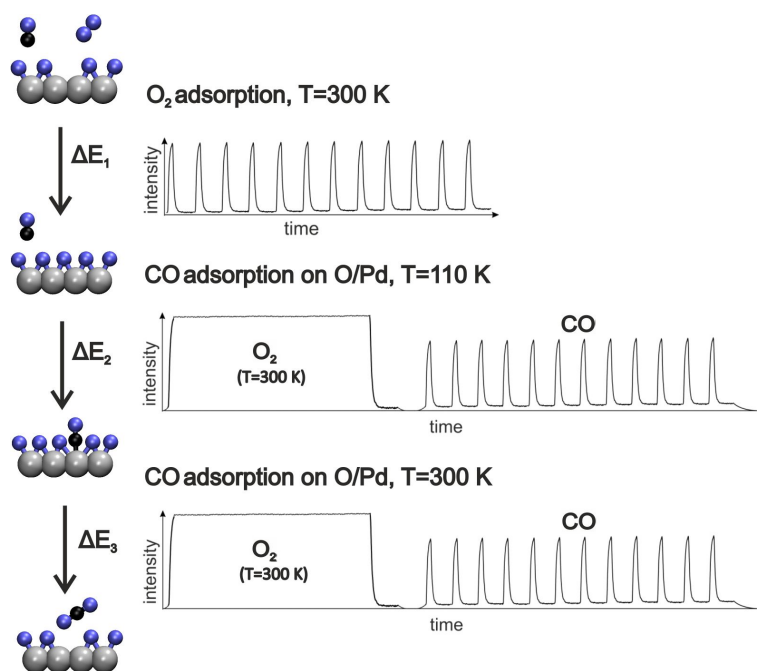 O₂ adsorption, T=300 K
ΔE₁
intensity
time
CO adsorption on O/Pd, T=110 K
ΔE₂
intensity
O₂
(T=300 K)
CO
time
CO adsorption on O/Pd, T=300 K
ΔE₃
intensity
O₂
(T=300 K)
CO
time